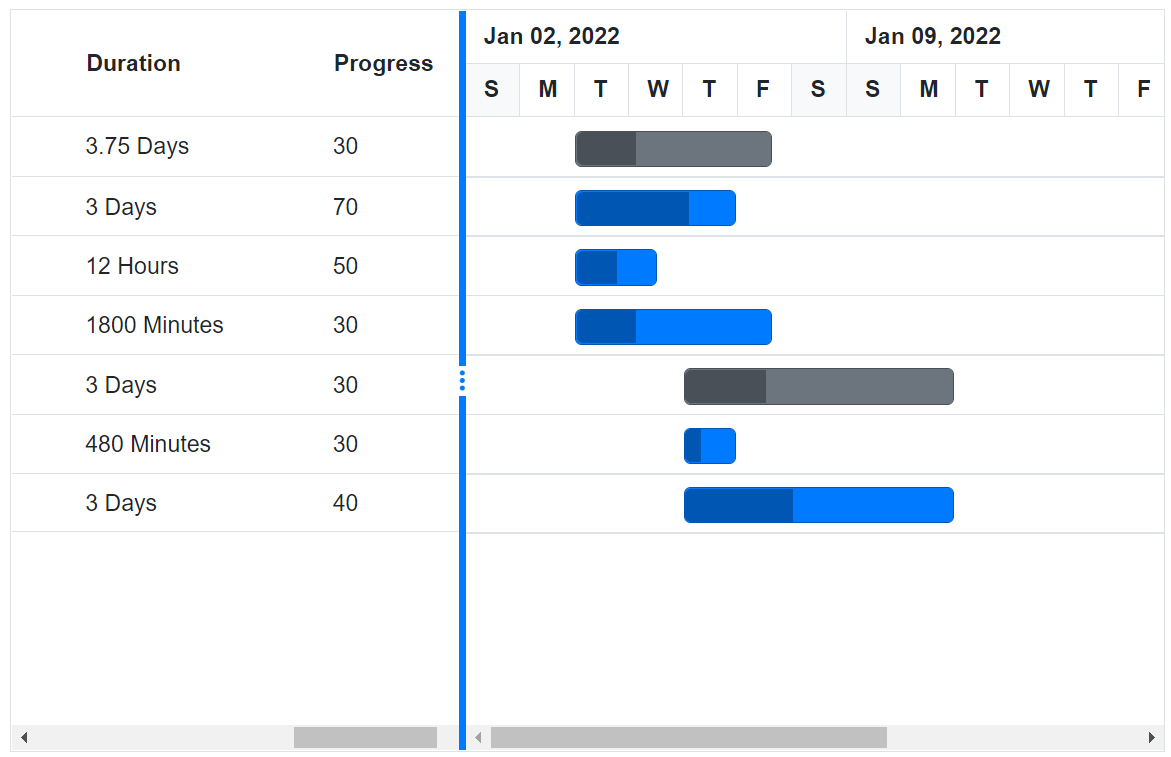 Duration Progress Jan 02, 2022 Jan 09, 2022
S M T W T F S S M T W T F
3.75 Days 30
3 Days 70
12 Hours 50
1800 Minutes 30
3 Days 30
480 Minutes 30
3 Days 40